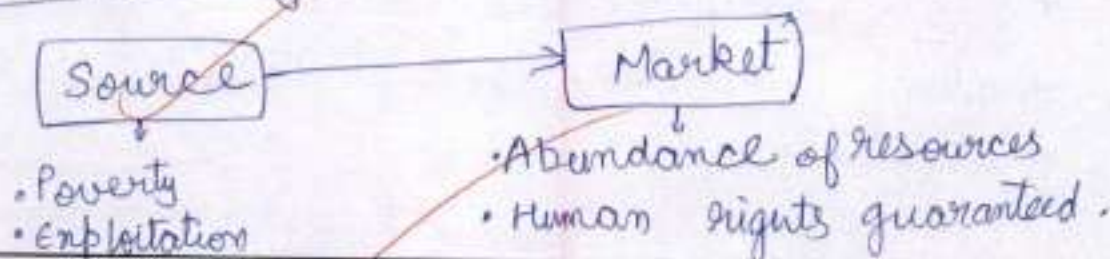 Source
Market
• Poverty
• Exploitation
• Abundance of resources
• Human rights guaranteed.